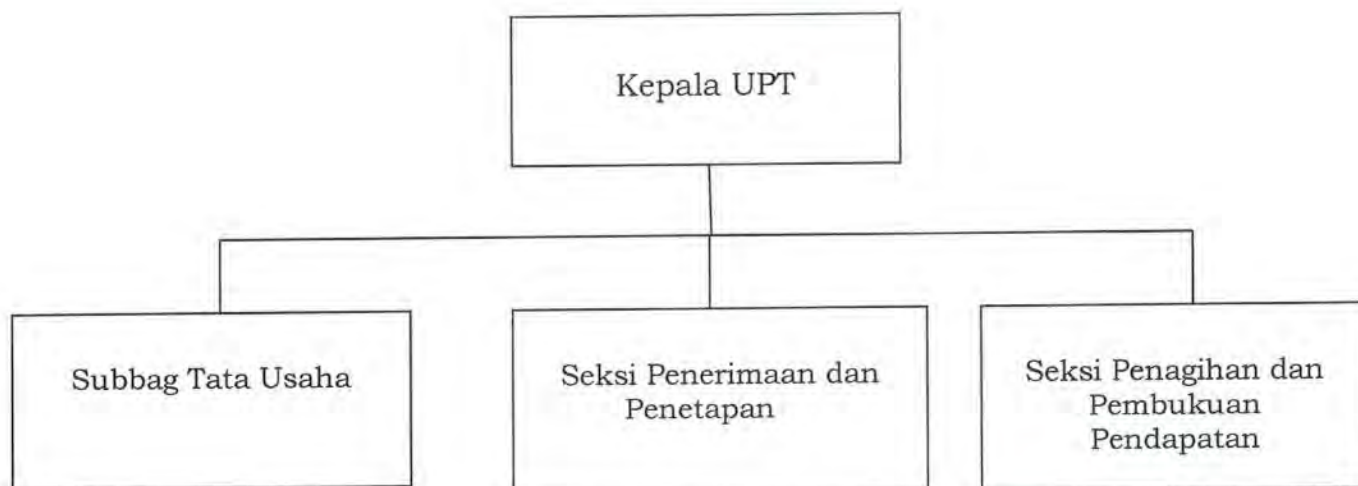 Kepala UPT
Subbag Tata Usaha
Seksi Penerimaan dan
Penetapan
Seksi Penagihan dan
Pembukuan
Pendapatan